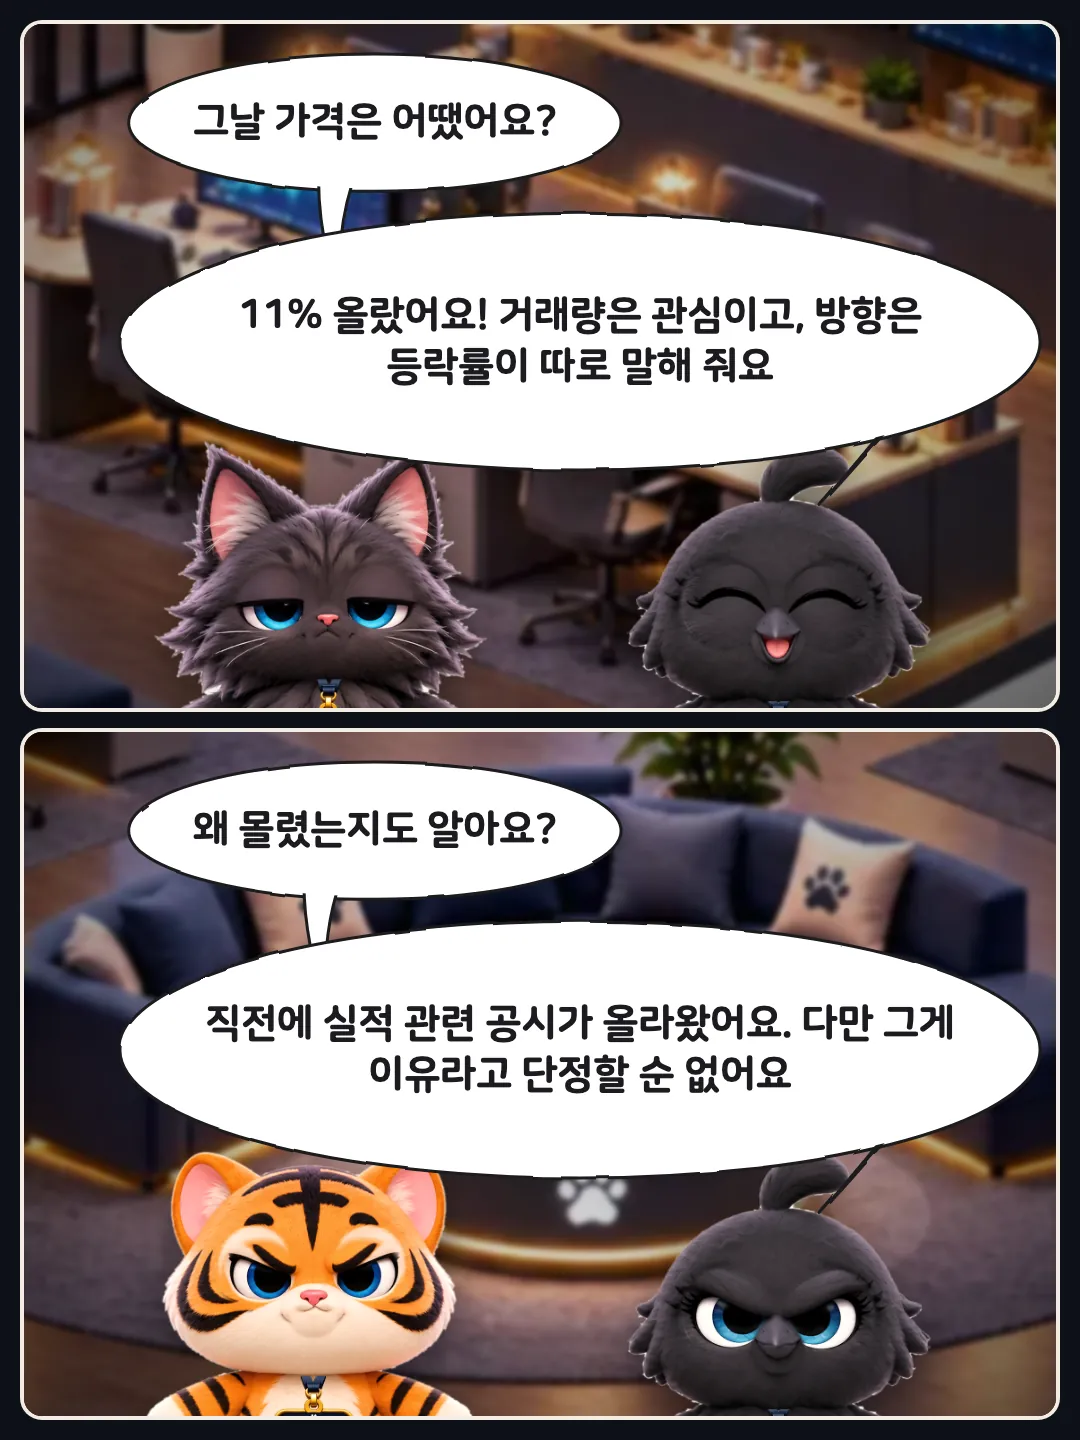 그날 가격은 어땠어요?
11% 올랐어요! 거래량은 관심이고, 방향은
등락률이 따로 말해 줘요
왜 몰렸는지도 알아요?
직전에 실적 관련 공시가 올라왔어요. 다만 그게
이유라고 단정할 순 없어요